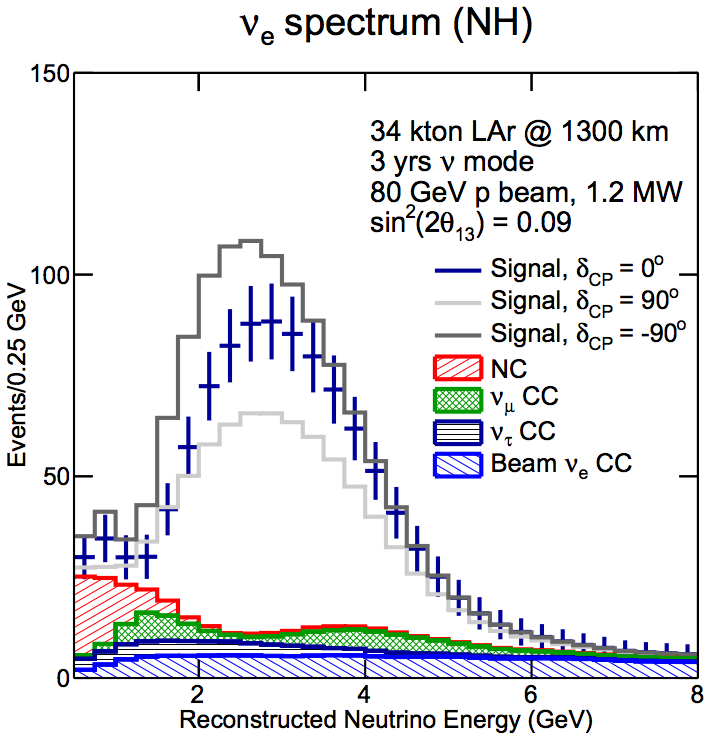 νe spectrum (NH)
150
100
50
0
Events/0.25 GeV
34 kton LAr @ 1300 km
3 yrs ν mode
80 GeV p beam, 1.2 MW
sin²(2θ₁₃) = 0.09
Signal, δCP = 0°
Signal, δCP = 90°
Signal, δCP = -90°
NC
νμ CC
ντ CC
Beam νe CC
2 4 6 8
Reconstructed Neutrino Energy (GeV)